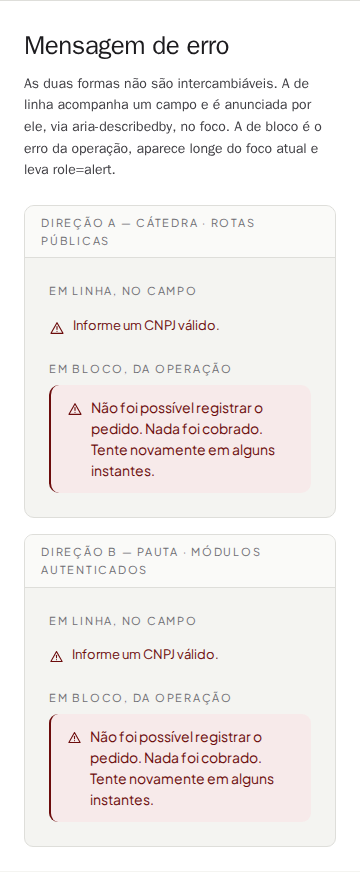 Mensagem de erro
As duas formas não são intercambiáveis. A de
linha acompanha um campo e é anunciada por
ele, via aria-describedby, no foco. A de bloco é o
erro da operação, aparece longe do foco atual e
leva role=alert.
DIREÇÃO A — CÁTEDRA · ROTAS
PÚBLICAS
EM LINHA, NO CAMPO
Informe um CNPJ válido.
EM BLOCO, DA OPERAÇÃO
Não foi possível registrar o
pedido. Nada foi cobrado.
Tente novamente em alguns
instantes.
DIREÇÃO B — PAUTA · MÓDULOS
AUTENTICADOS
EM LINHA, NO CAMPO
Informe um CNPJ válido.
EM BLOCO, DA OPERAÇÃO
Não foi possível registrar o
pedido. Nada foi cobrado.
Tente novamente em alguns
instantes.